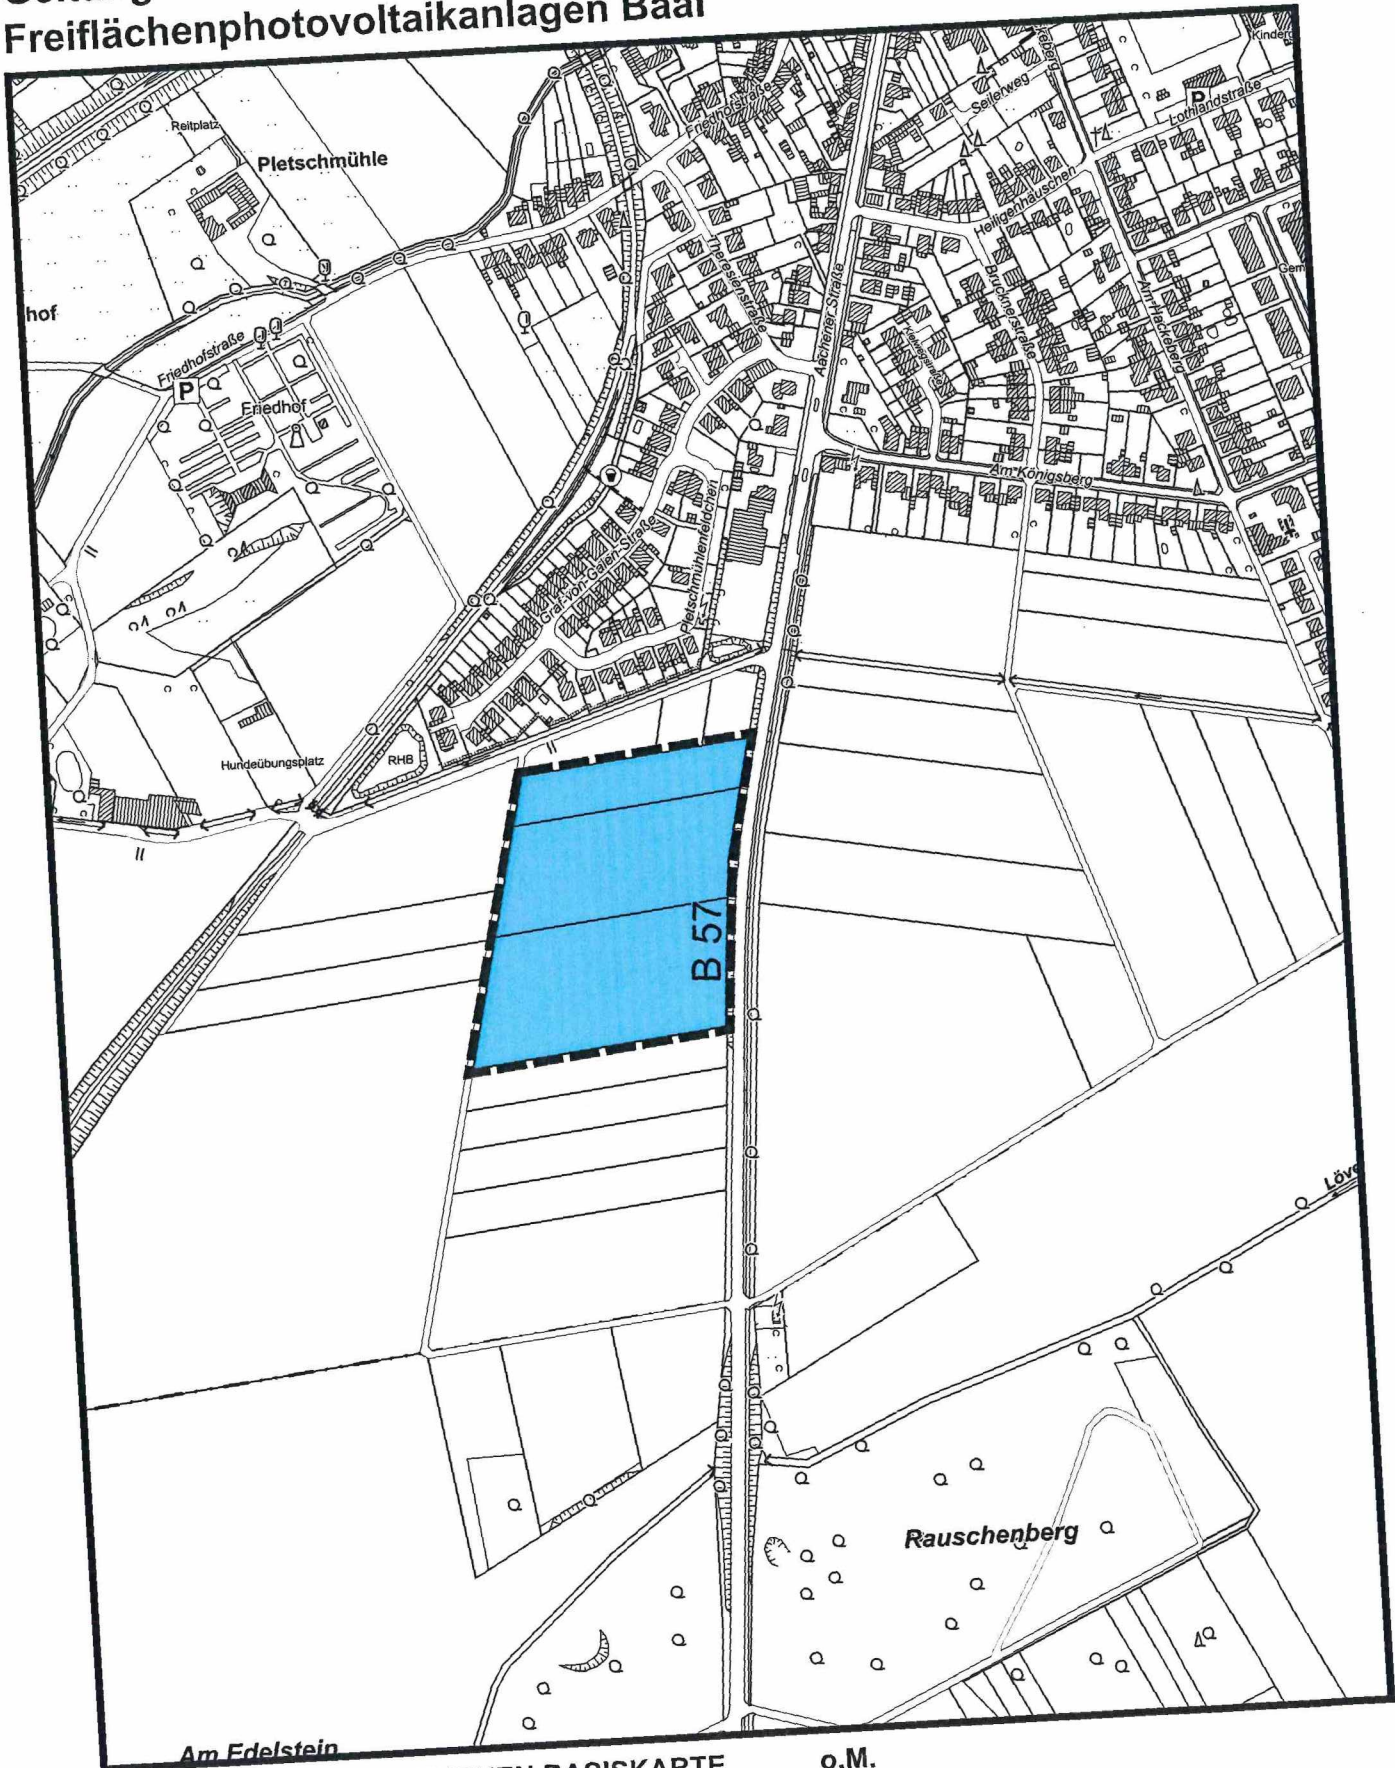 Freiflächenphotovoltaikanlagen Baal
Reitplatz
Pletschmühle
hof
Friedhofstraße
P
Friedhof
Friedhofstraße
Theresenstraße
Aachener Straße
Seilerweg
P
Lothlandstraße
Heiligenhäuschen
Brucknerstraße
Am Hackeberg
Am Königsberg
Graf-von-Galen-Straße
Pletschmühlenfeldchen
Hundeübungsplatz
RHB
B 57
Rauschenberg
Am Edelstein
BASISKARTE
o.M.